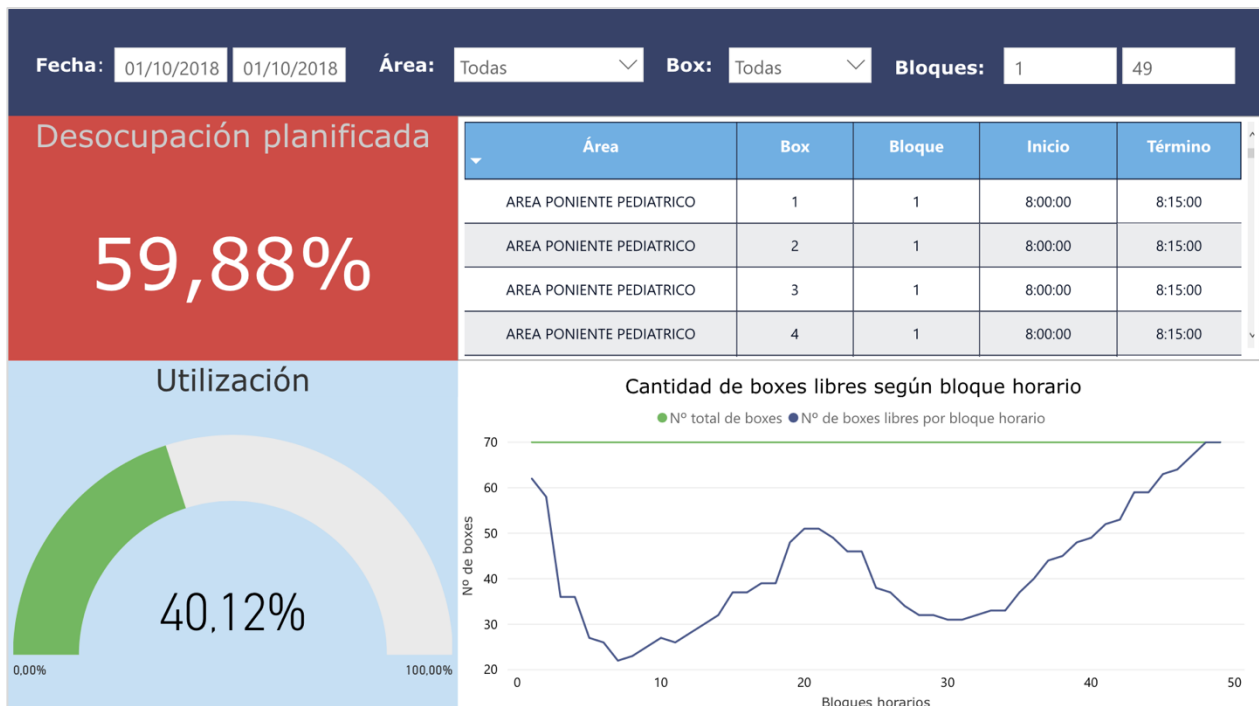 Fecha: 01/10/2018 01/10/2018 Área: Todas Box: Todas Bloques: 1 49
Desocupación planificada
59,88%
Área Box Bloque Inicio Término
AREA PONIENTE PEDIATRICO 1 1 8:00:00 8:15:00
AREA PONIENTE PEDIATRICO 2 1 8:00:00 8:15:00
AREA PONIENTE PEDIATRICO 3 1 8:00:00 8:15:00
AREA PONIENTE PEDIATRICO 4 1 8:00:00 8:15:00
Utilización
40,12%
0,00% 100,00%
Cantidad de boxes libres según bloque horario
Nº total de boxes Nº de boxes libres por bloque horario
Nº de boxes
70
60
50
40
30
20
0 10 20 30 40 50
Bloques horarios